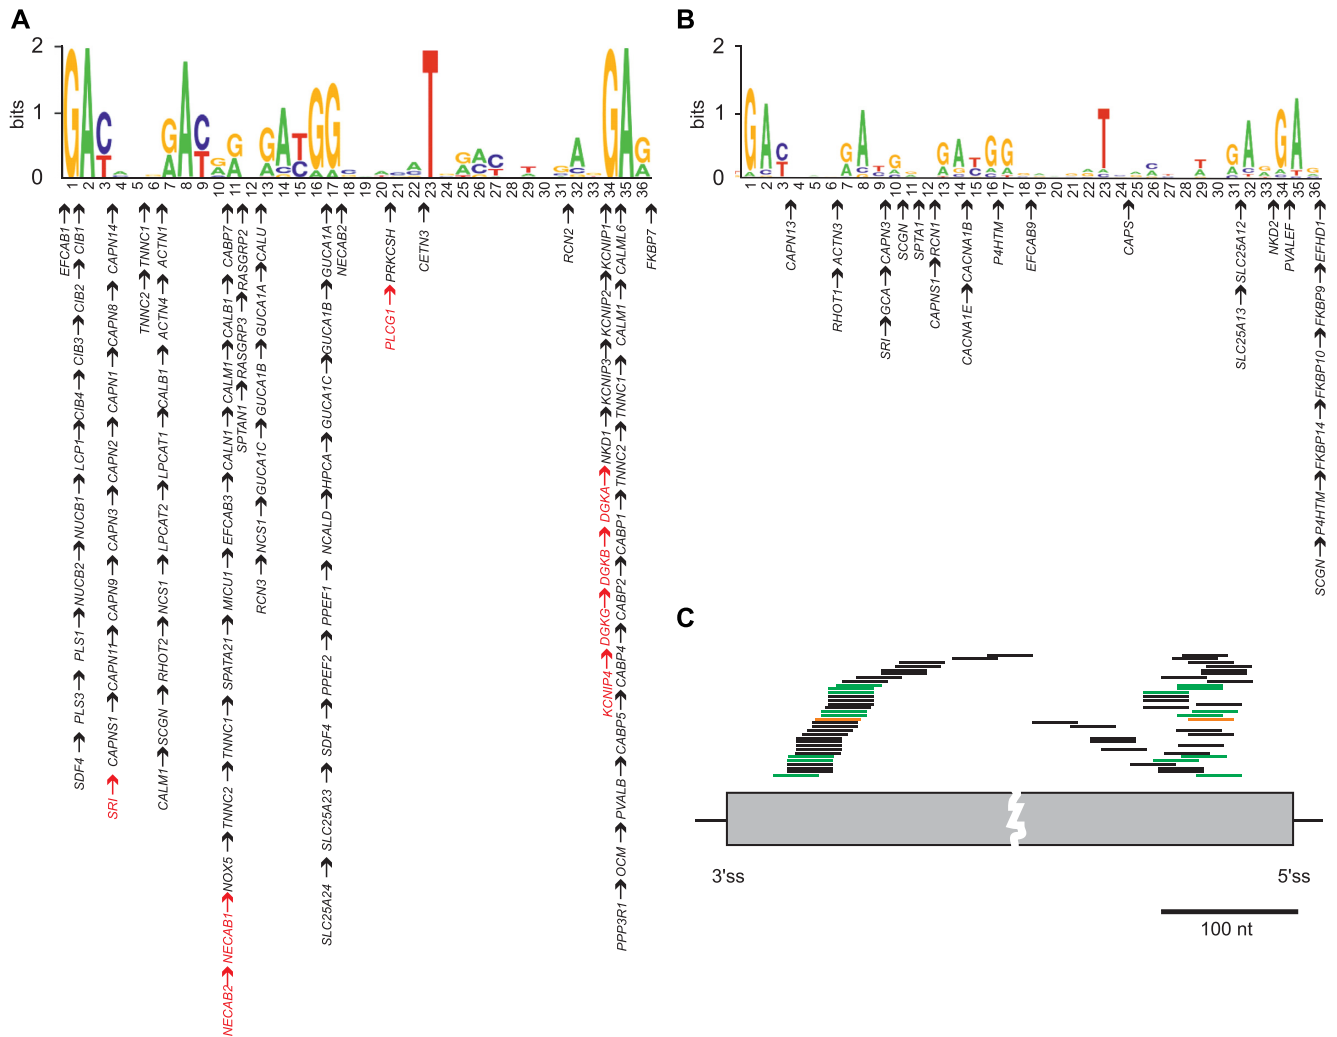 A
bits
2
1
0
1 2 3 4 5 6 7 8 9 10 11 12 13 14 15 16 17 18 19 20 21 22 23 24 25 26 27 28 29 30 31 32 33 34 35 36
EFCAB1
SDF4 PLS3 PLS1 NUCB2 NUCB1 LCP1 CIB4 CIB3 CIB2 CIB1
SRI CAPNS1 CAPN11 CAPN9 CAPN3 CAPN2 CAPN1 CAPN8 CAPN14
TNNC2 TNNC1
CALM1 SCGN RHOT2 NCS1 LPCAT2 LPCAT1 CALB1 ACTN4 ACTN1
NECAB2 NECAB1 NOX5 TNNC2 TNNC1 SPATA21 MICU1 EFCAB3 CALN1 CALM1 CALB1 CABP7
SPTAN1 RASGRP3 RASGRP2
RCN3 NCS1 GUCA1C GUCA1B GUCA1A CALU
SLC25A24 SLC25A23 SDF4 PPEF2 PPEF1 NCALD HPCA GUCA1C GUCA1B GUCA1A
NECAB2
PLCG1 PRKCSH
CETN3
RCN2
KCNIP4 DGKG DGKB DGKA NKD1 KCNIP3 KCNIP2 KCNIP1
PPP3R1 OCM PVALB CABP5 CABP4 CABP2 CABP1 TNNC2 TNNC1 CALM1 CALML6
FKBP7
B
bits
2
1
0
1 2 3 4 5 6 7 8 9 10 11 12 13 14 15 16 17 18 19 20 21 22 23 24 25 26 27 28 29 30 31 32 33 34 35 36
CAPN13
RHOT1 ACTN3
SRI GCA CAPN3
SCGN
SPTA1
CAPNS1 RCN1
CACNA1E CACNA1B
P4HTM
EFCAB9
CAPS
SLC25A13 SLC25A12
NKD2
PVALEF
SCGN P4HTM FKBP14 FKBP10 FKBP9 EFHD1
C
3'ss
5'ss
100 nt